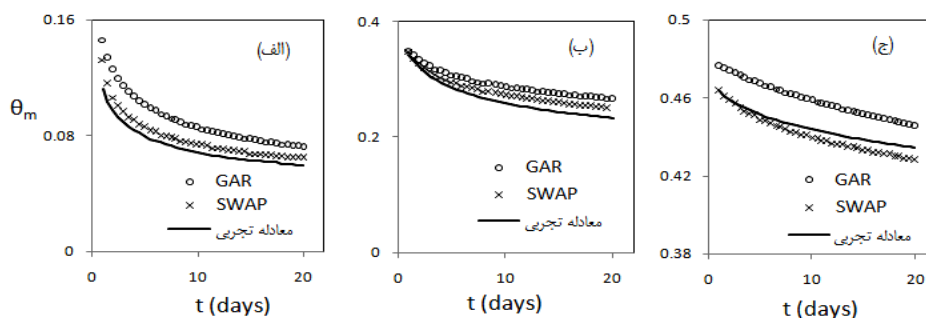 0.16
0.08
0
θm
(الف)
GAR
SWAP
معادله تجربی
0
10
20
t (days)
0.4
0.2
0
(ب)
GAR
SWAP
معادله تجربی
0
10
20
t (days)
0.5
0.46
0.42
0.38
(ج)
GAR
SWAP
معادله تجربی
0
10
20
t (days)